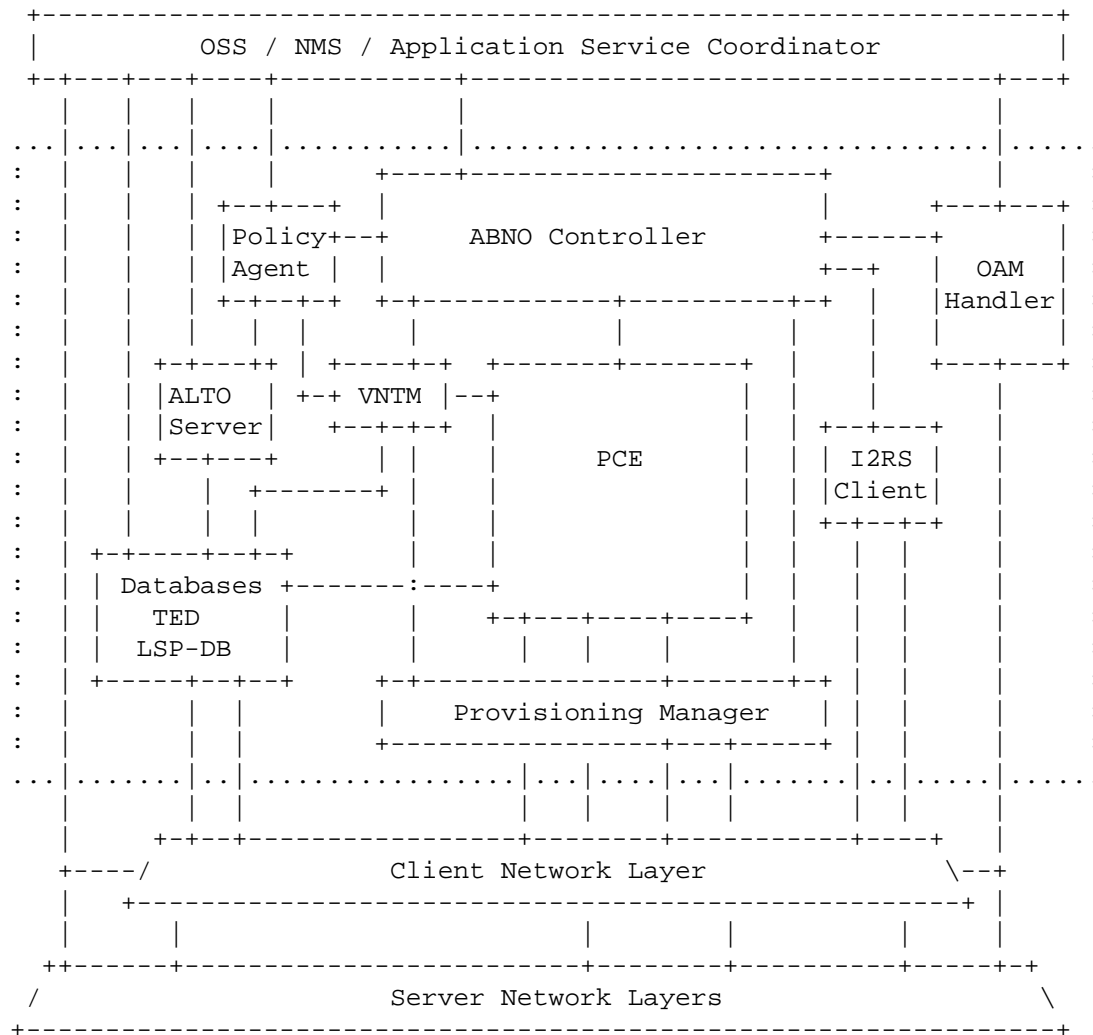 OSS / NMS / Application Service Coordinator
Policy ABNO Controller
Agent OAM
Handler
ALTO VNTM
Server
PCE I2RS
Client
Databases
TED
LSP-DB
Provisioning Manager
Client Network Layer
Server Network Layers